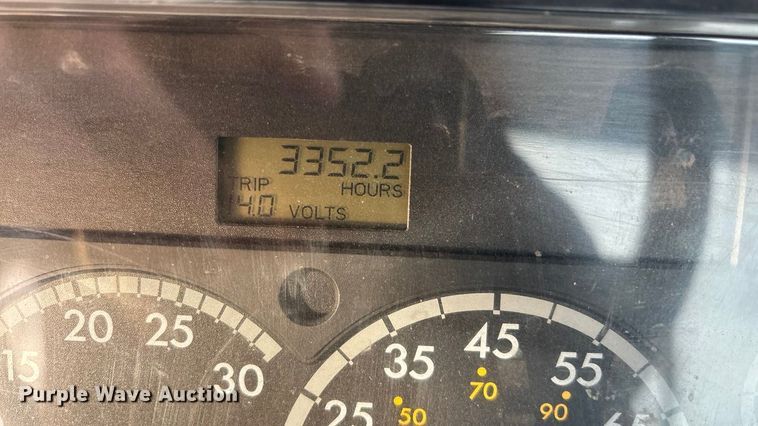 3352.2
TRIP HOURS
14.0 VOLTS
15 20 25 30
25 35 45 55 65
50 70 90
Purple Wave Auction